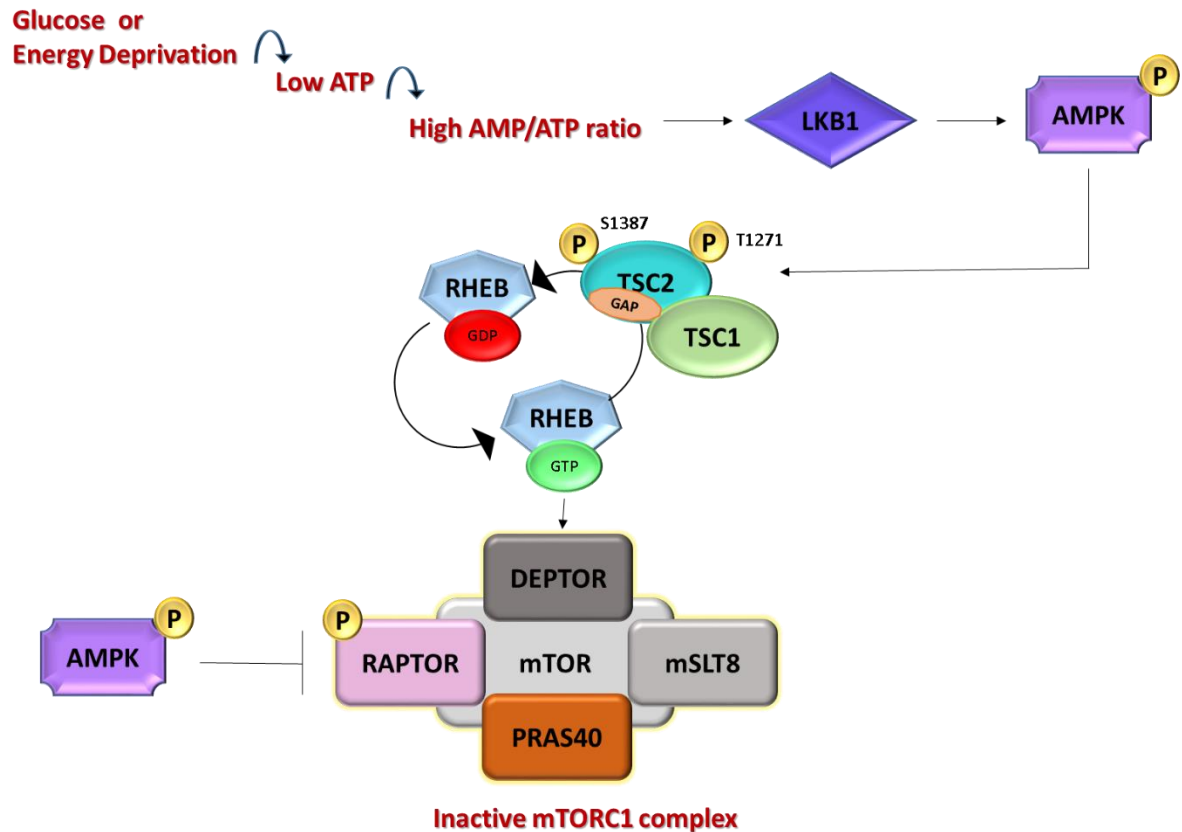 Glucose or
Energy Deprivation
Low ATP
High AMP/ATP ratio
LKB1
P
AMPK
S1387
P
P
T1271
TSC2
GAP
TSC1
RHEB
GDP
RHEB
GTP
DEPTOR
P
AMPK
P
RAPTOR
mTOR
mSLT8
PRAS40
Inactive mTORC1 complex